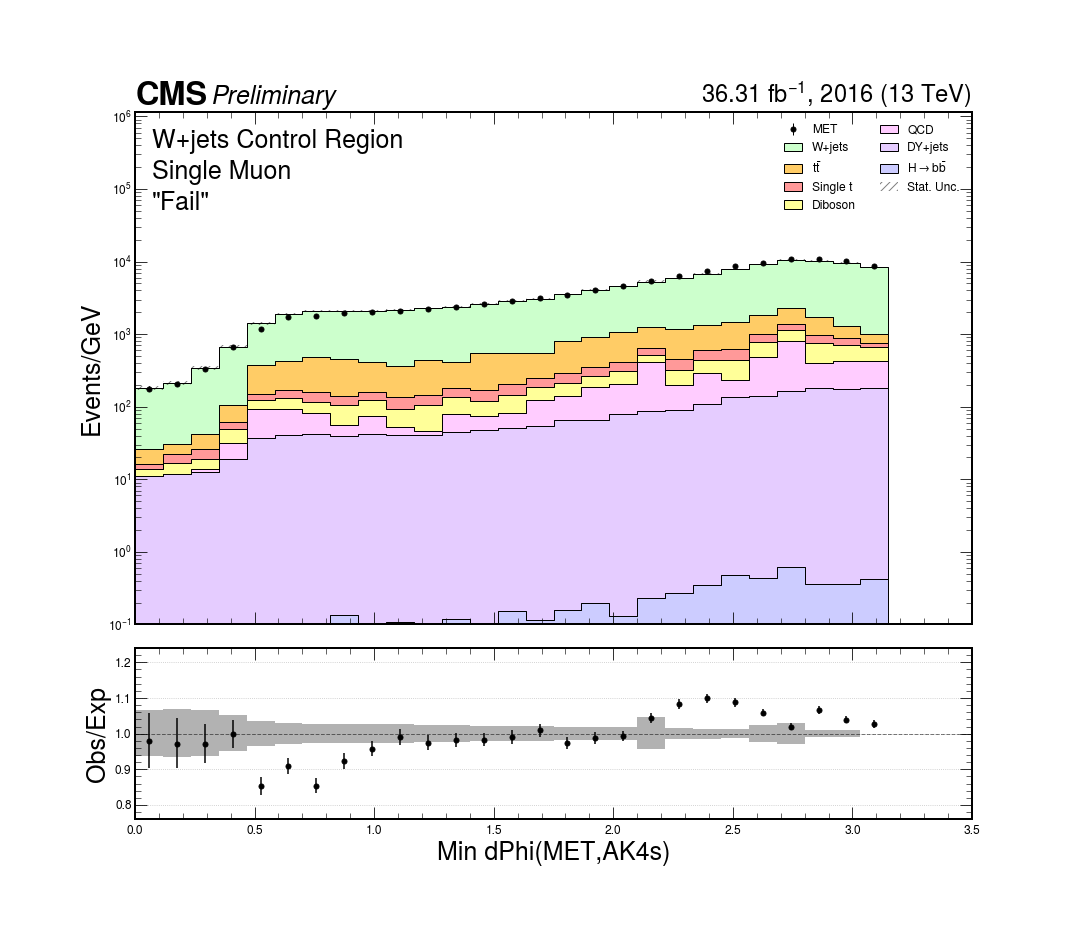 CMS Preliminary
36.31 fb⁻¹, 2016 (13 TeV)
W+jets Control Region
Single Muon
"Fail"
MET
W+jets
tt̄
Single t
Diboson
QCD
DY+jets
H→bb̄
Stat. Unc.
Events/GeV
10⁶
10⁵
10⁴
10³
10²
10¹
10⁰
10⁻¹
Obs/Exp
1.2
1.1
1.0
0.9
0.8
0.0 0.5 1.0 1.5 2.0 2.5 3.0 3.5
Min dPhi(MET,AK4s)